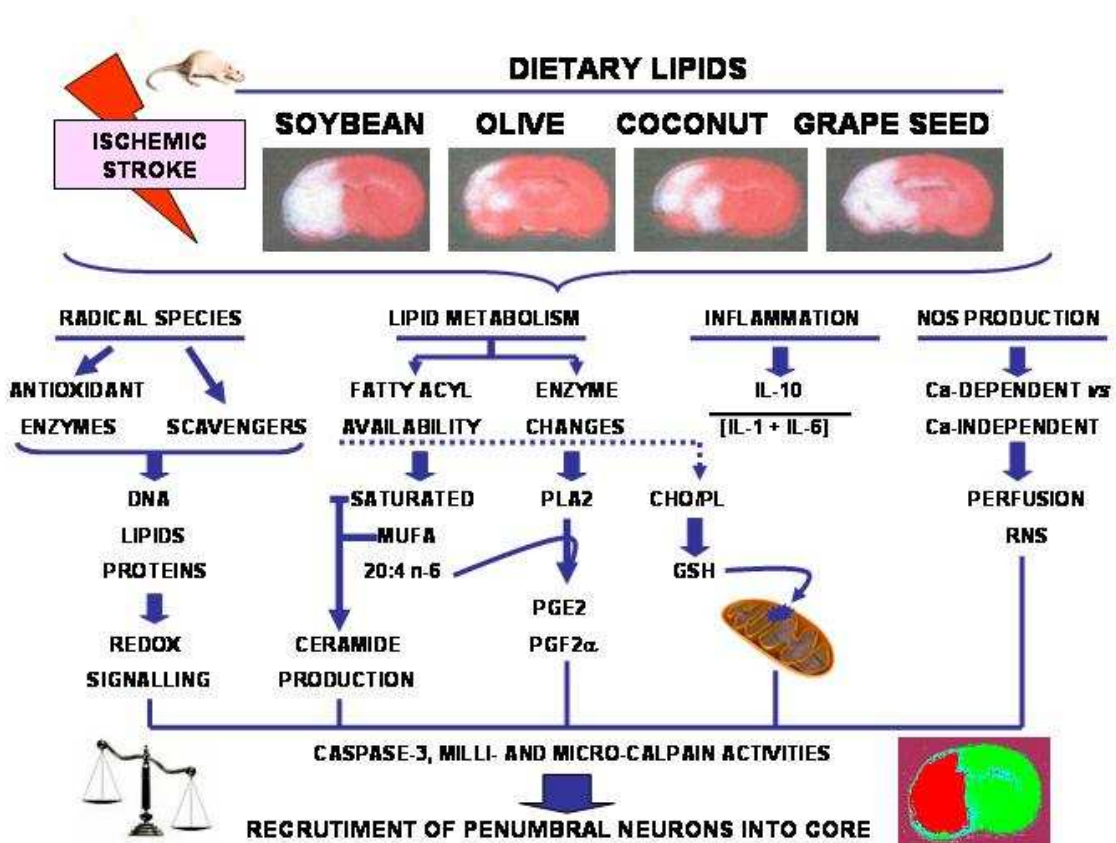 DIETARY LIPIDS
ISCHEMIC
STROKE
SOYBEAN OLIVE COCONUT GRAPE SEED
RADICAL SPECIES LIPID METABOLISM INFLAMMATION NOS PRODUCTION
ANTIOXIDANT FATTY ACYL ENZYME IL-10 Ca-DEPENDENT vs
ENZYMES SCAVENGERS AVAILABILITY CHANGES [IL-1 + IL-6] Ca-INDEPENDENT
DNA SATURATED PLA2 CHO/PL PERFUSION
LIPIDS MUFA RNS
PROTEINS 20:4 n-6 GSH
PGE2
REDOX CERAMIDE PGF2α
SIGNALLING PRODUCTION
CASPASE-3, MILLI- AND MICRO-CALPAIN ACTIVITIES
RECRUTIMENT OF PENUMBRAL NEURONS INTO CORE